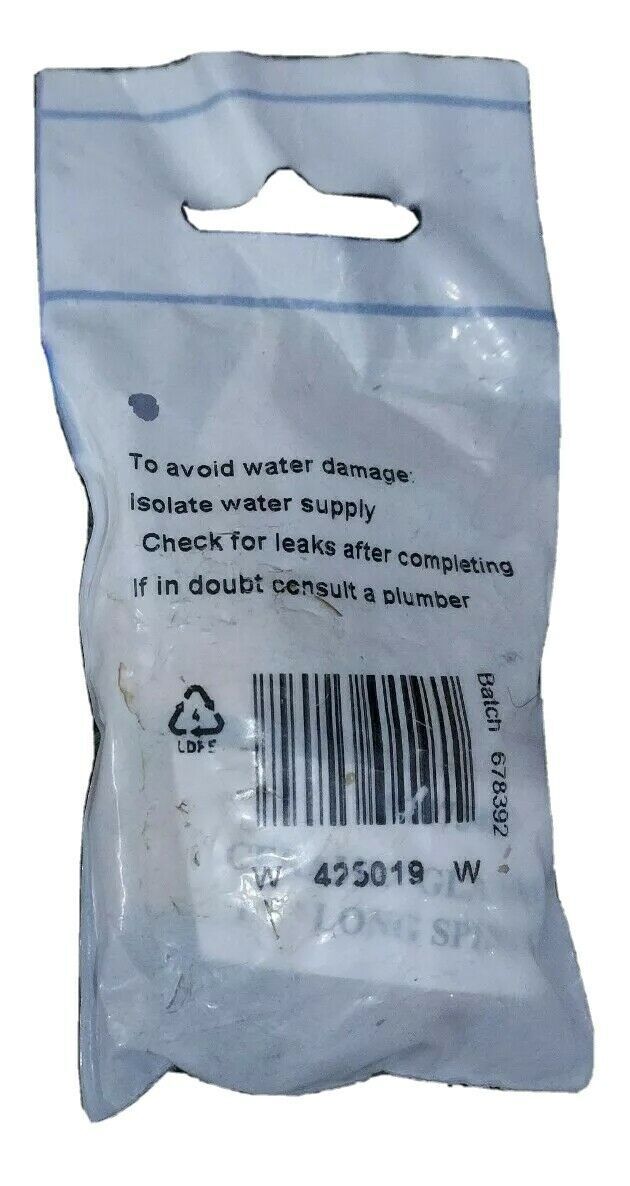 To avoid water damage:
Isolate water supply
Check for leaks after completing
If in doubt consult a plumber
LDPE
Batch 678392
W 425019 W
LONG